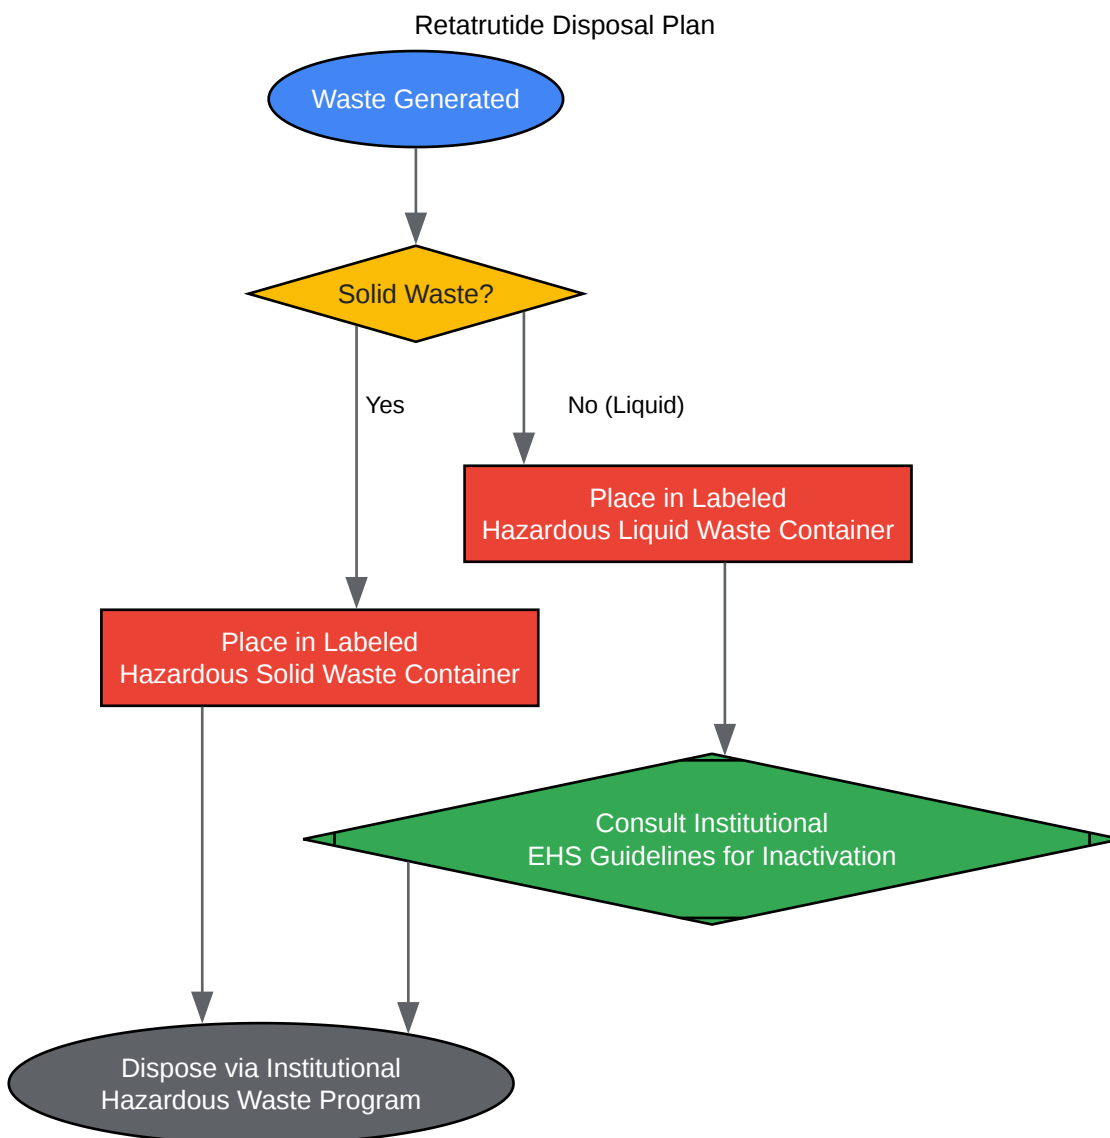 Retatrutide Disposal Plan
Waste Generated
Solid Waste?
Yes
No (Liquid)
Place in Labeled
Hazardous Liquid Waste Container
Place in Labeled
Hazardous Solid Waste Container
Consult Institutional
EHS Guidelines for Inactivation
Dispose via Institutional
Hazardous Waste Program